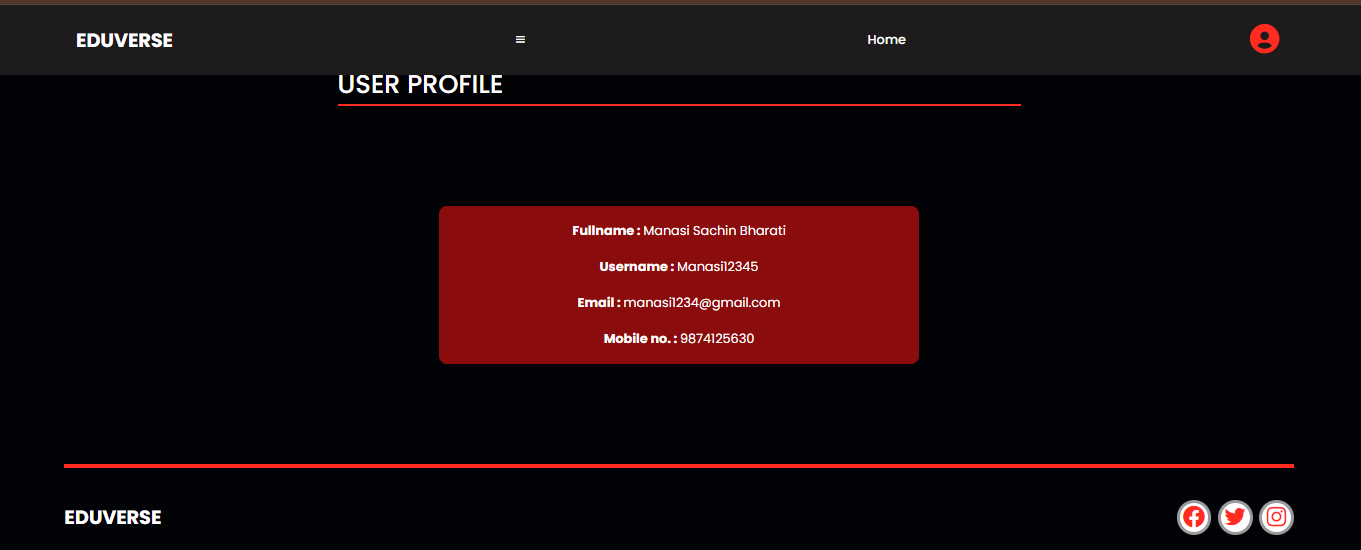 EDUVERSE
Home
USER PROFILE
Fullname : Manasi Sachin Bharati
Username : Manasi12345
Email : manasi1234@gmail.com
Mobile no. : 9874125630
EDUVERSE